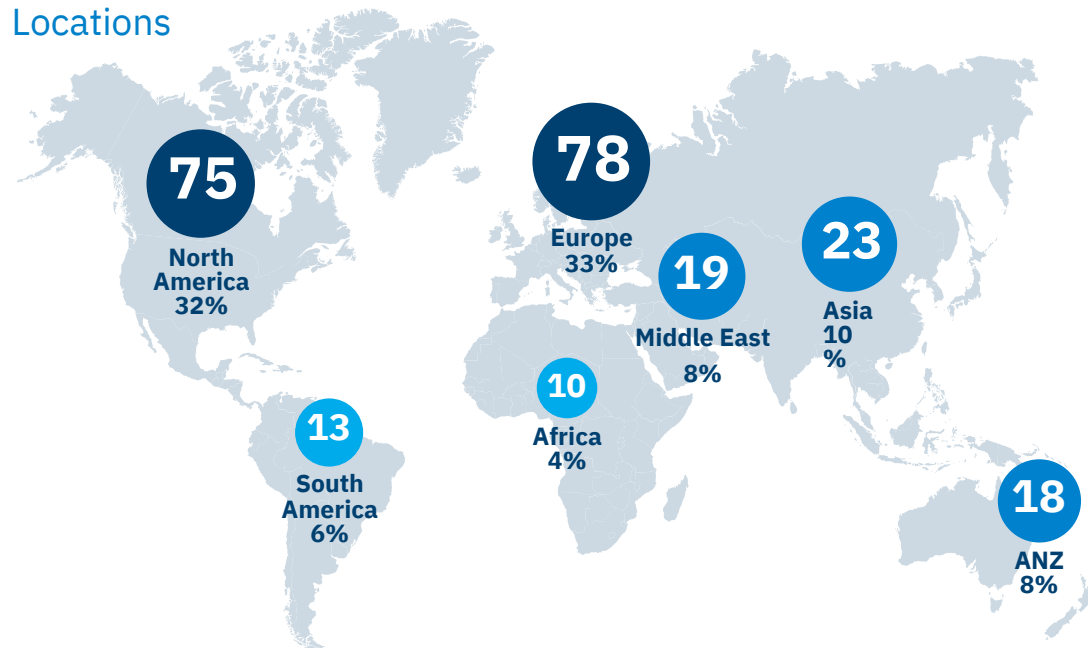 Locations
75
North
America
32%
78
Europe
33%
19
Middle East
8%
23
Asia
10
%
10
Africa
4%
13
South
America
6%
18
ANZ
8%